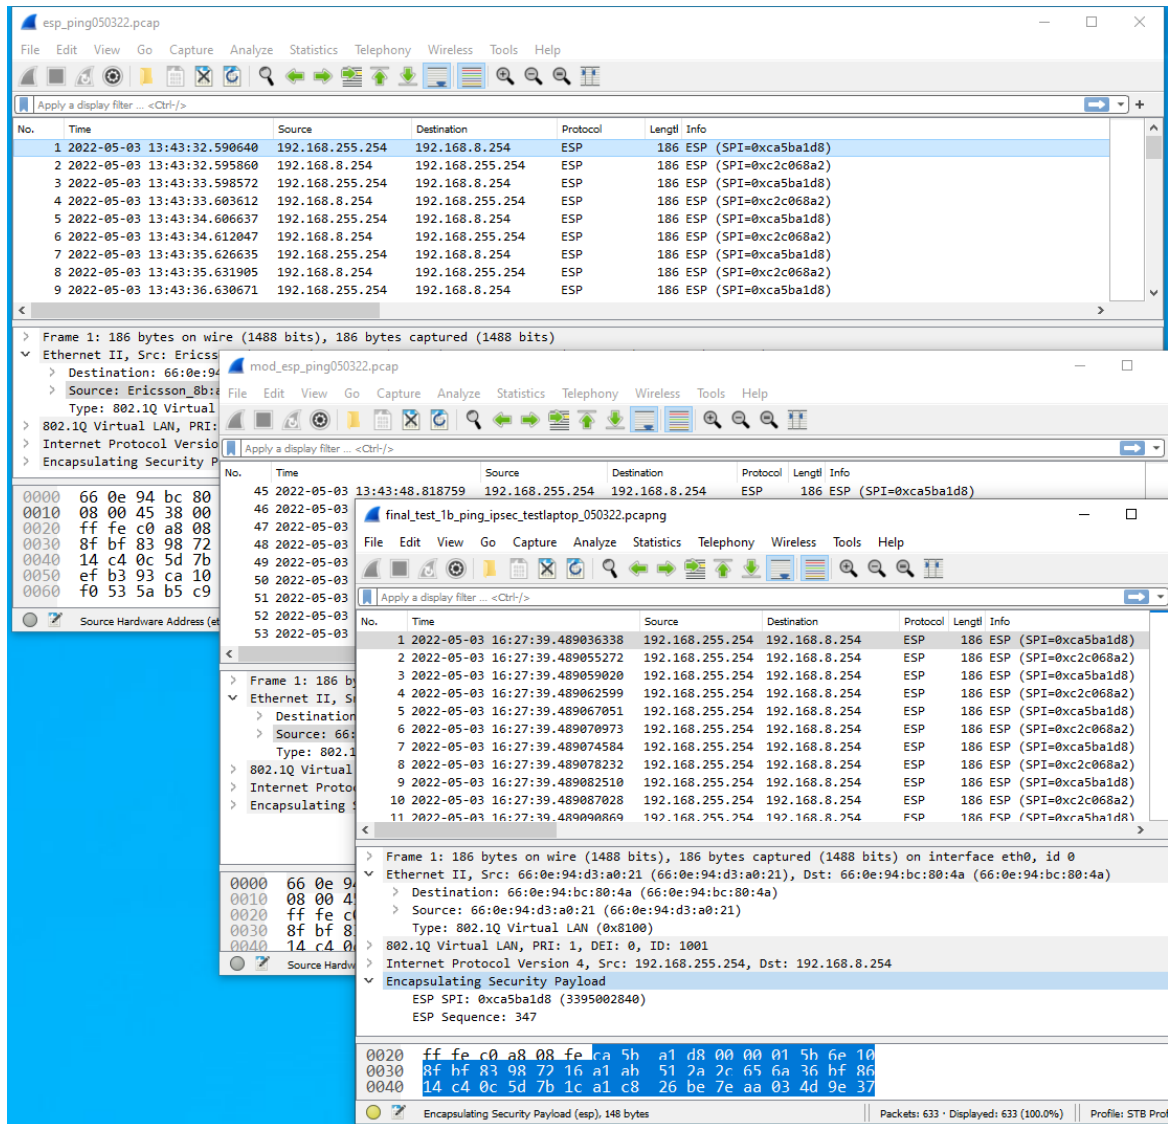 esp_ping050322.pcap
File Edit View Go Capture Analyze Statistics Telephony Wireless Tools Help
Apply a display filter ... <Ctrl-/>
No. Time Source Destination Protocol Lengtl Info
1 2022-05-03 13:43:32.590640 192.168.255.254 192.168.8.254 ESP 186 ESP (SPI=0xca5ba1d8)
2 2022-05-03 13:43:32.595860 192.168.8.254 192.168.255.254 ESP 186 ESP (SPI=0xc2c068a2)
3 2022-05-03 13:43:33.598572 192.168.255.254 192.168.8.254 ESP 186 ESP (SPI=0xca5ba1d8)
4 2022-05-03 13:43:33.603612 192.168.8.254 192.168.255.254 ESP 186 ESP (SPI=0xc2c068a2)
5 2022-05-03 13:43:34.606637 192.168.255.254 192.168.8.254 ESP 186 ESP (SPI=0xca5ba1d8)
6 2022-05-03 13:43:34.612047 192.168.8.254 192.168.255.254 ESP 186 ESP (SPI=0xc2c068a2)
7 2022-05-03 13:43:35.626635 192.168.255.254 192.168.8.254 ESP 186 ESP (SPI=0xca5ba1d8)
8 2022-05-03 13:43:35.631905 192.168.8.254 192.168.255.254 ESP 186 ESP (SPI=0xc2c068a2)
9 2022-05-03 13:43:36.630671 192.168.255.254 192.168.8.254 ESP 186 ESP (SPI=0xca5ba1d8)
Frame 1: 186 bytes on wire (1488 bits), 186 bytes captured (1488 bits)
Ethernet II, Src: Ericss
Destination: 66:0e:94
Source: Ericsson_8b:a
Type: 802.1Q Virtual
802.1Q Virtual LAN, PRI:
Internet Protocol Versio
Encapsulating Security P
0000 66 0e 94 bc 80
0010 08 00 45 38 00
0020 ff fe c0 a8 08
0030 8f bf 83 98 72
0040 14 c4 0c 5d 7b
0050 ef b3 93 ca 10
0060 f0 53 5a b5 c9
Source Hardware Address (et
mod_esp_ping050322.pcap
File Edit View Go Capture Analyze Statistics Telephony Wireless Tools Help
Apply a display filter ... <Ctrl-/>
No. Time Source Destination Protocol Lengtl Info
45 2022-05-03 13:43:48.818759 192.168.255.254 192.168.8.254 ESP 186 ESP (SPI=0xca5ba1d8)
46 2022-05-03
47 2022-05-03
48 2022-05-03
49 2022-05-03
50 2022-05-03
51 2022-05-03
52 2022-05-03
53 2022-05-03
Frame 1: 186 by
Ethernet II, S
Destination
Source: 66:
Type: 802.1
802.1Q Virtual
Internet Proto
Encapsulating
0000 66 0e 94
0010 08 00 45
0020 ff fe c0
0030 8f bf 83
0040 14 c4 0c
Source Hardw
final_test_1b_ping_ipsec_testlaptop_050322.pcapng
File Edit View Go Capture Analyze Statistics Telephony Wireless Tools Help
Apply a display filter ... <Ctrl-/>
No. Time Source Destination Protocol Lengtl Info
1 2022-05-03 16:27:39.489036338 192.168.255.254 192.168.8.254 ESP 186 ESP (SPI=0xca5ba1d8)
2 2022-05-03 16:27:39.489055272 192.168.255.254 192.168.8.254 ESP 186 ESP (SPI=0xc2c068a2)
3 2022-05-03 16:27:39.489059020 192.168.255.254 192.168.8.254 ESP 186 ESP (SPI=0xca5ba1d8)
4 2022-05-03 16:27:39.489062599 192.168.255.254 192.168.8.254 ESP 186 ESP (SPI=0xc2c068a2)
5 2022-05-03 16:27:39.489067051 192.168.255.254 192.168.8.254 ESP 186 ESP (SPI=0xca5ba1d8)
6 2022-05-03 16:27:39.489070973 192.168.255.254 192.168.8.254 ESP 186 ESP (SPI=0xc2c068a2)
7 2022-05-03 16:27:39.489074584 192.168.255.254 192.168.8.254 ESP 186 ESP (SPI=0xca5ba1d8)
8 2022-05-03 16:27:39.489078232 192.168.255.254 192.168.8.254 ESP 186 ESP (SPI=0xc2c068a2)
9 2022-05-03 16:27:39.489082510 192.168.255.254 192.168.8.254 ESP 186 ESP (SPI=0xca5ba1d8)
10 2022-05-03 16:27:39.489087028 192.168.255.254 192.168.8.254 ESP 186 ESP (SPI=0xc2c068a2)
11 2022-05-03 16:27:39.489090869 192.168.255.254 192.168.8.254 ESP 186 ESP (SPI=0xca5ba1d8)
Frame 1: 186 bytes on wire (1488 bits), 186 bytes captured (1488 bits) on interface eth0, id 0
Ethernet II, Src: 66:0e:94:d3:a0:21 (66:0e:94:d3:a0:21), Dst: 66:0e:94:bc:80:4a (66:0e:94:bc:80:4a)
Destination: 66:0e:94:bc:80:4a (66:0e:94:bc:80:4a)
Source: 66:0e:94:d3:a0:21 (66:0e:94:d3:a0:21)
Type: 802.1Q Virtual LAN (0x8100)
802.1Q Virtual LAN, PRI: 1, DEI: 0, ID: 1001
Internet Protocol Version 4, Src: 192.168.255.254, Dst: 192.168.8.254
Encapsulating Security Payload
ESP SPI: 0xca5ba1d8 (3395002840)
ESP Sequence: 347
0020 ff fe c0 a8 08 fe ca 5b a1 d8 00 00 01 5b 6e 10
0030 8f bf 83 98 72 16 a1 ab 51 2a 2c 65 6a 36 bf 86
0040 14 c4 0c 5d 7b 1c a1 c8 26 be 7e aa 03 4d 9e 37
Encapsulating Security Payload (esp), 148 bytes
Packets: 633 · Displayed: 633 (100.0%)
Profile: STB Prof